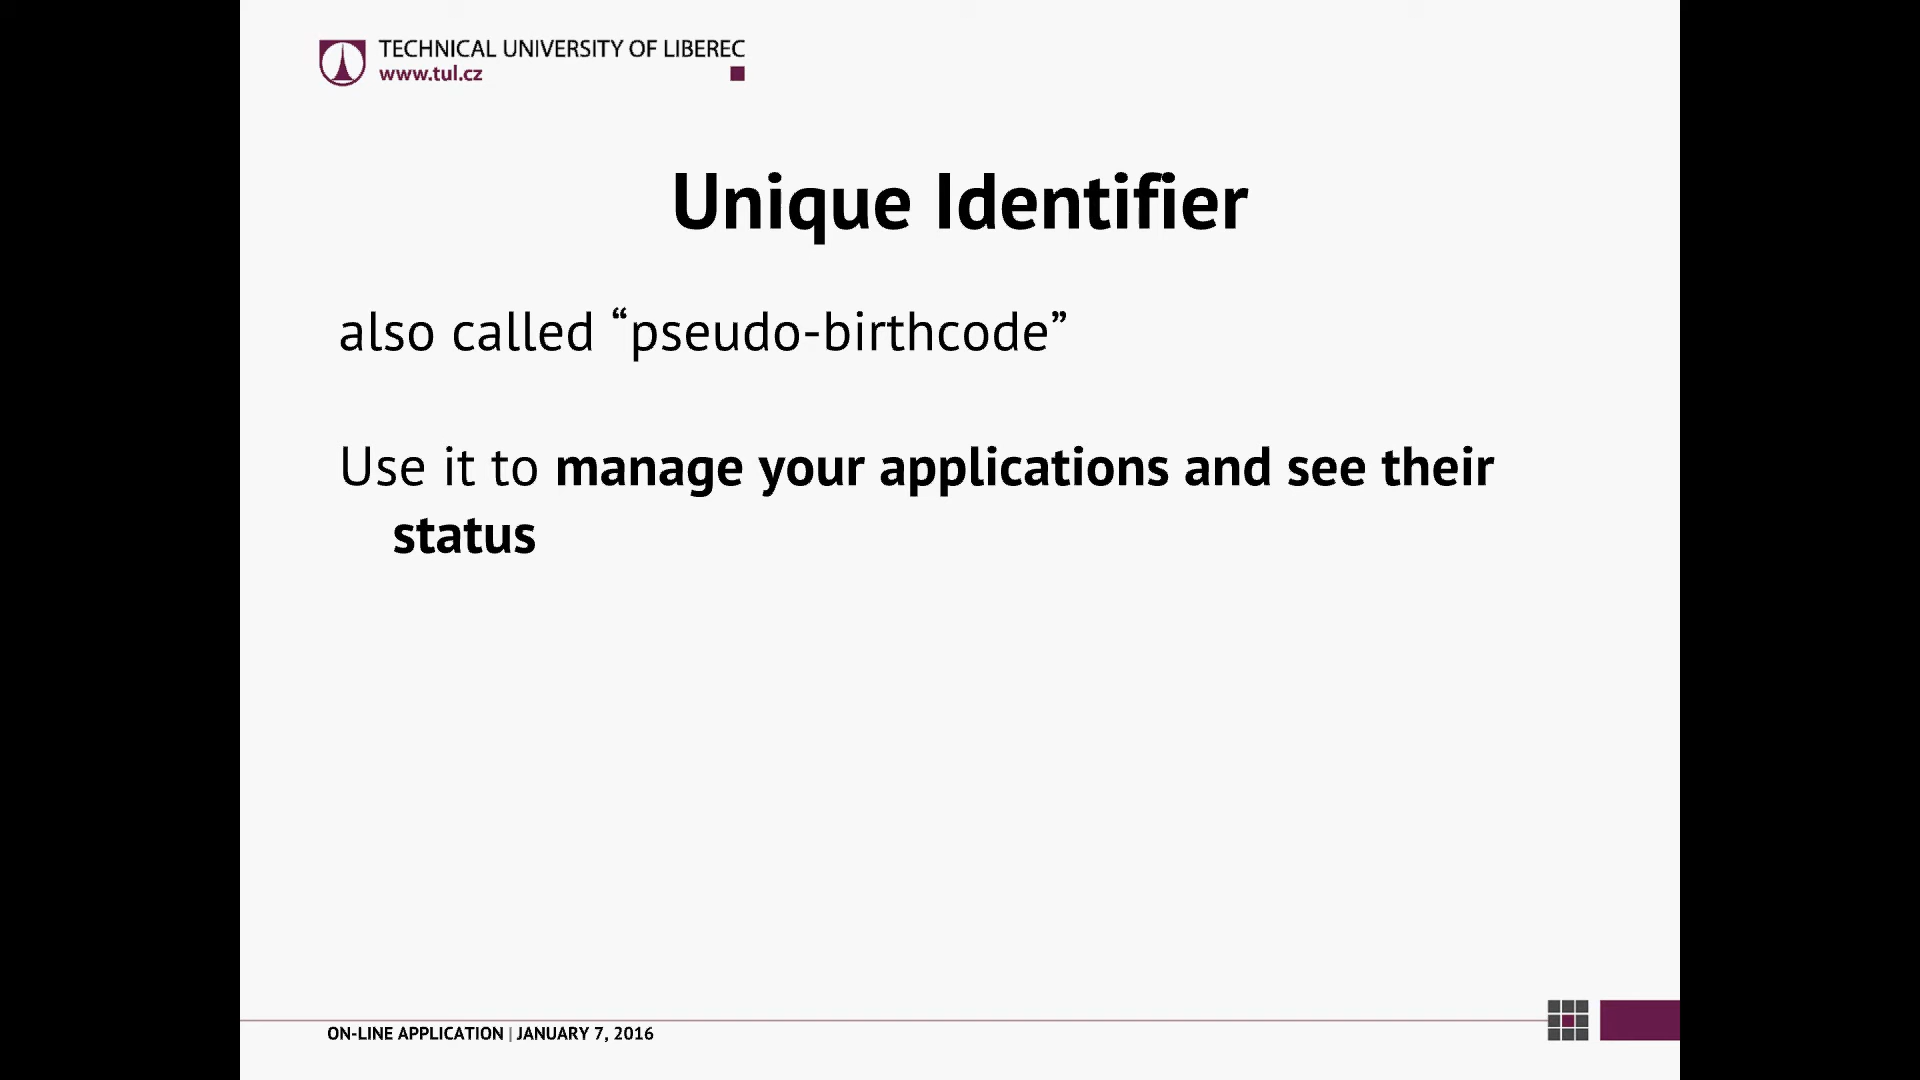 TECHNICAL UNIVERSITY OF LIBEREC
www.tul.cz
Unique Identifier
also called “pseudo-birthcode”
Use it to manage your applications and see their
status
ON-LINE APPLICATION | JANUARY 7, 2016